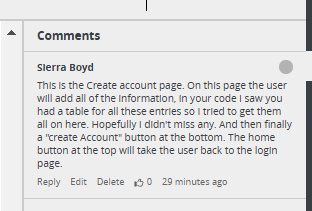 Comments
Sierra Boyd
This is the Create account page. On this page the user
will add all of the information, in your code I saw you
had a table for all these entries so I tried to get them
all on here. Hopefully I didn't miss any. And then finally
a "create Account" button at the bottom. The home
button at the top will take the user back to the login
page.
Reply Edit Delete 0 29 minutes ago